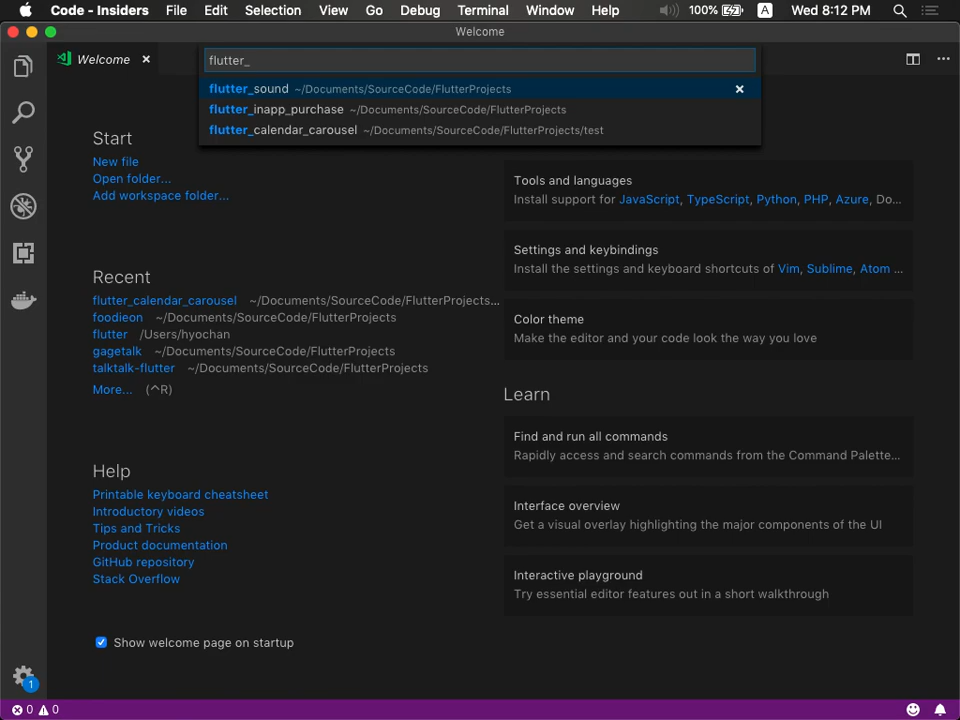 Code - Insiders File Edit Selection View Go Debug Terminal Window Help 100% A Wed 8:12 PM
Welcome
Welcome
flutter_
flutter_sound ~/Documents/SourceCode/FlutterProjects
flutter_inapp_purchase ~/Documents/SourceCode/FlutterProjects
flutter_calendar_carousel ~/Documents/SourceCode/FlutterProjects/test
Start
New file
Open folder...
Add workspace folder...
Recent
flutter_calendar_carousel ~/Documents/SourceCode/FlutterProjects...
foodieon ~/Documents/SourceCode/FlutterProjects
flutter /Users/hyochan
gagetalk ~/Documents/SourceCode/FlutterProjects
talktalk-flutter ~/Documents/SourceCode/FlutterProjects
More... (^R)
Help
Printable keyboard cheatsheet
Introductory videos
Tips and Tricks
Product documentation
GitHub repository
Stack Overflow
Show welcome page on startup
Tools and languages
Install support for JavaScript, TypeScript, Python, PHP, Azure, Do...
Settings and keybindings
Install the settings and keyboard shortcuts of Vim, Sublime, Atom ...
Color theme
Make the editor and your code look the way you love
Learn
Find and run all commands
Rapidly access and search commands from the Command Palette...
Interface overview
Get a visual overlay highlighting the major components of the UI
Interactive playground
Try essential editor features out in a short walkthrough
1
0 0